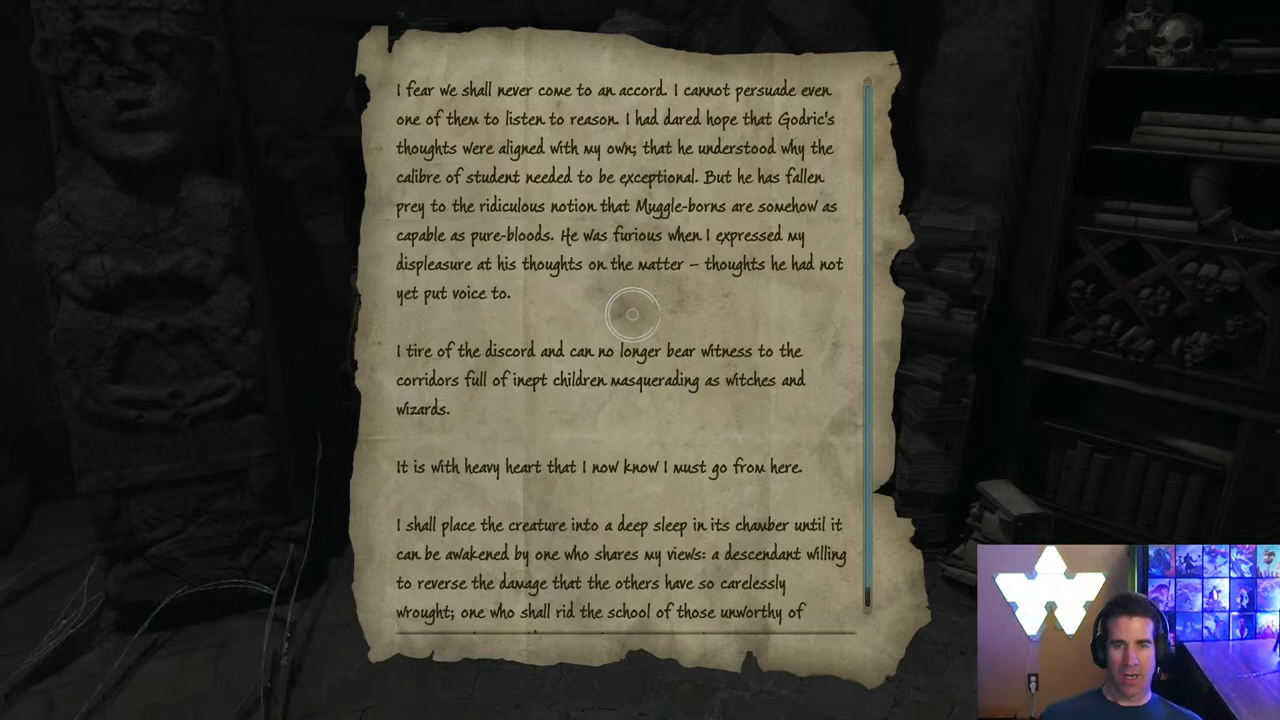 I fear we shall never come to an accord. I cannot persuade even
one of them to listen to reason. I had dared hope that Godric's
thoughts were aligned with my own; that he understood why the
calibre of student needed to be exceptional. But he has fallen
prey to the ridiculous notion that Muggle-borns are somehow as
capable as pure-bloods. He was furious when I expressed my
displeasure at his thoughts on the matter – thoughts he had not
yet put voice to.
I tire of the discord and can no longer bear witness to the
corridors full of inept children masquerading as witches and
wizards.
It is with heavy heart that I now know I must go from here.
I shall place the creature into a deep sleep in its chamber until it
can be awakened by one who shares my views: a descendant willing
to reverse the damage that the others have so carelessly
wrought; one who shall rid the school of those unworthy of